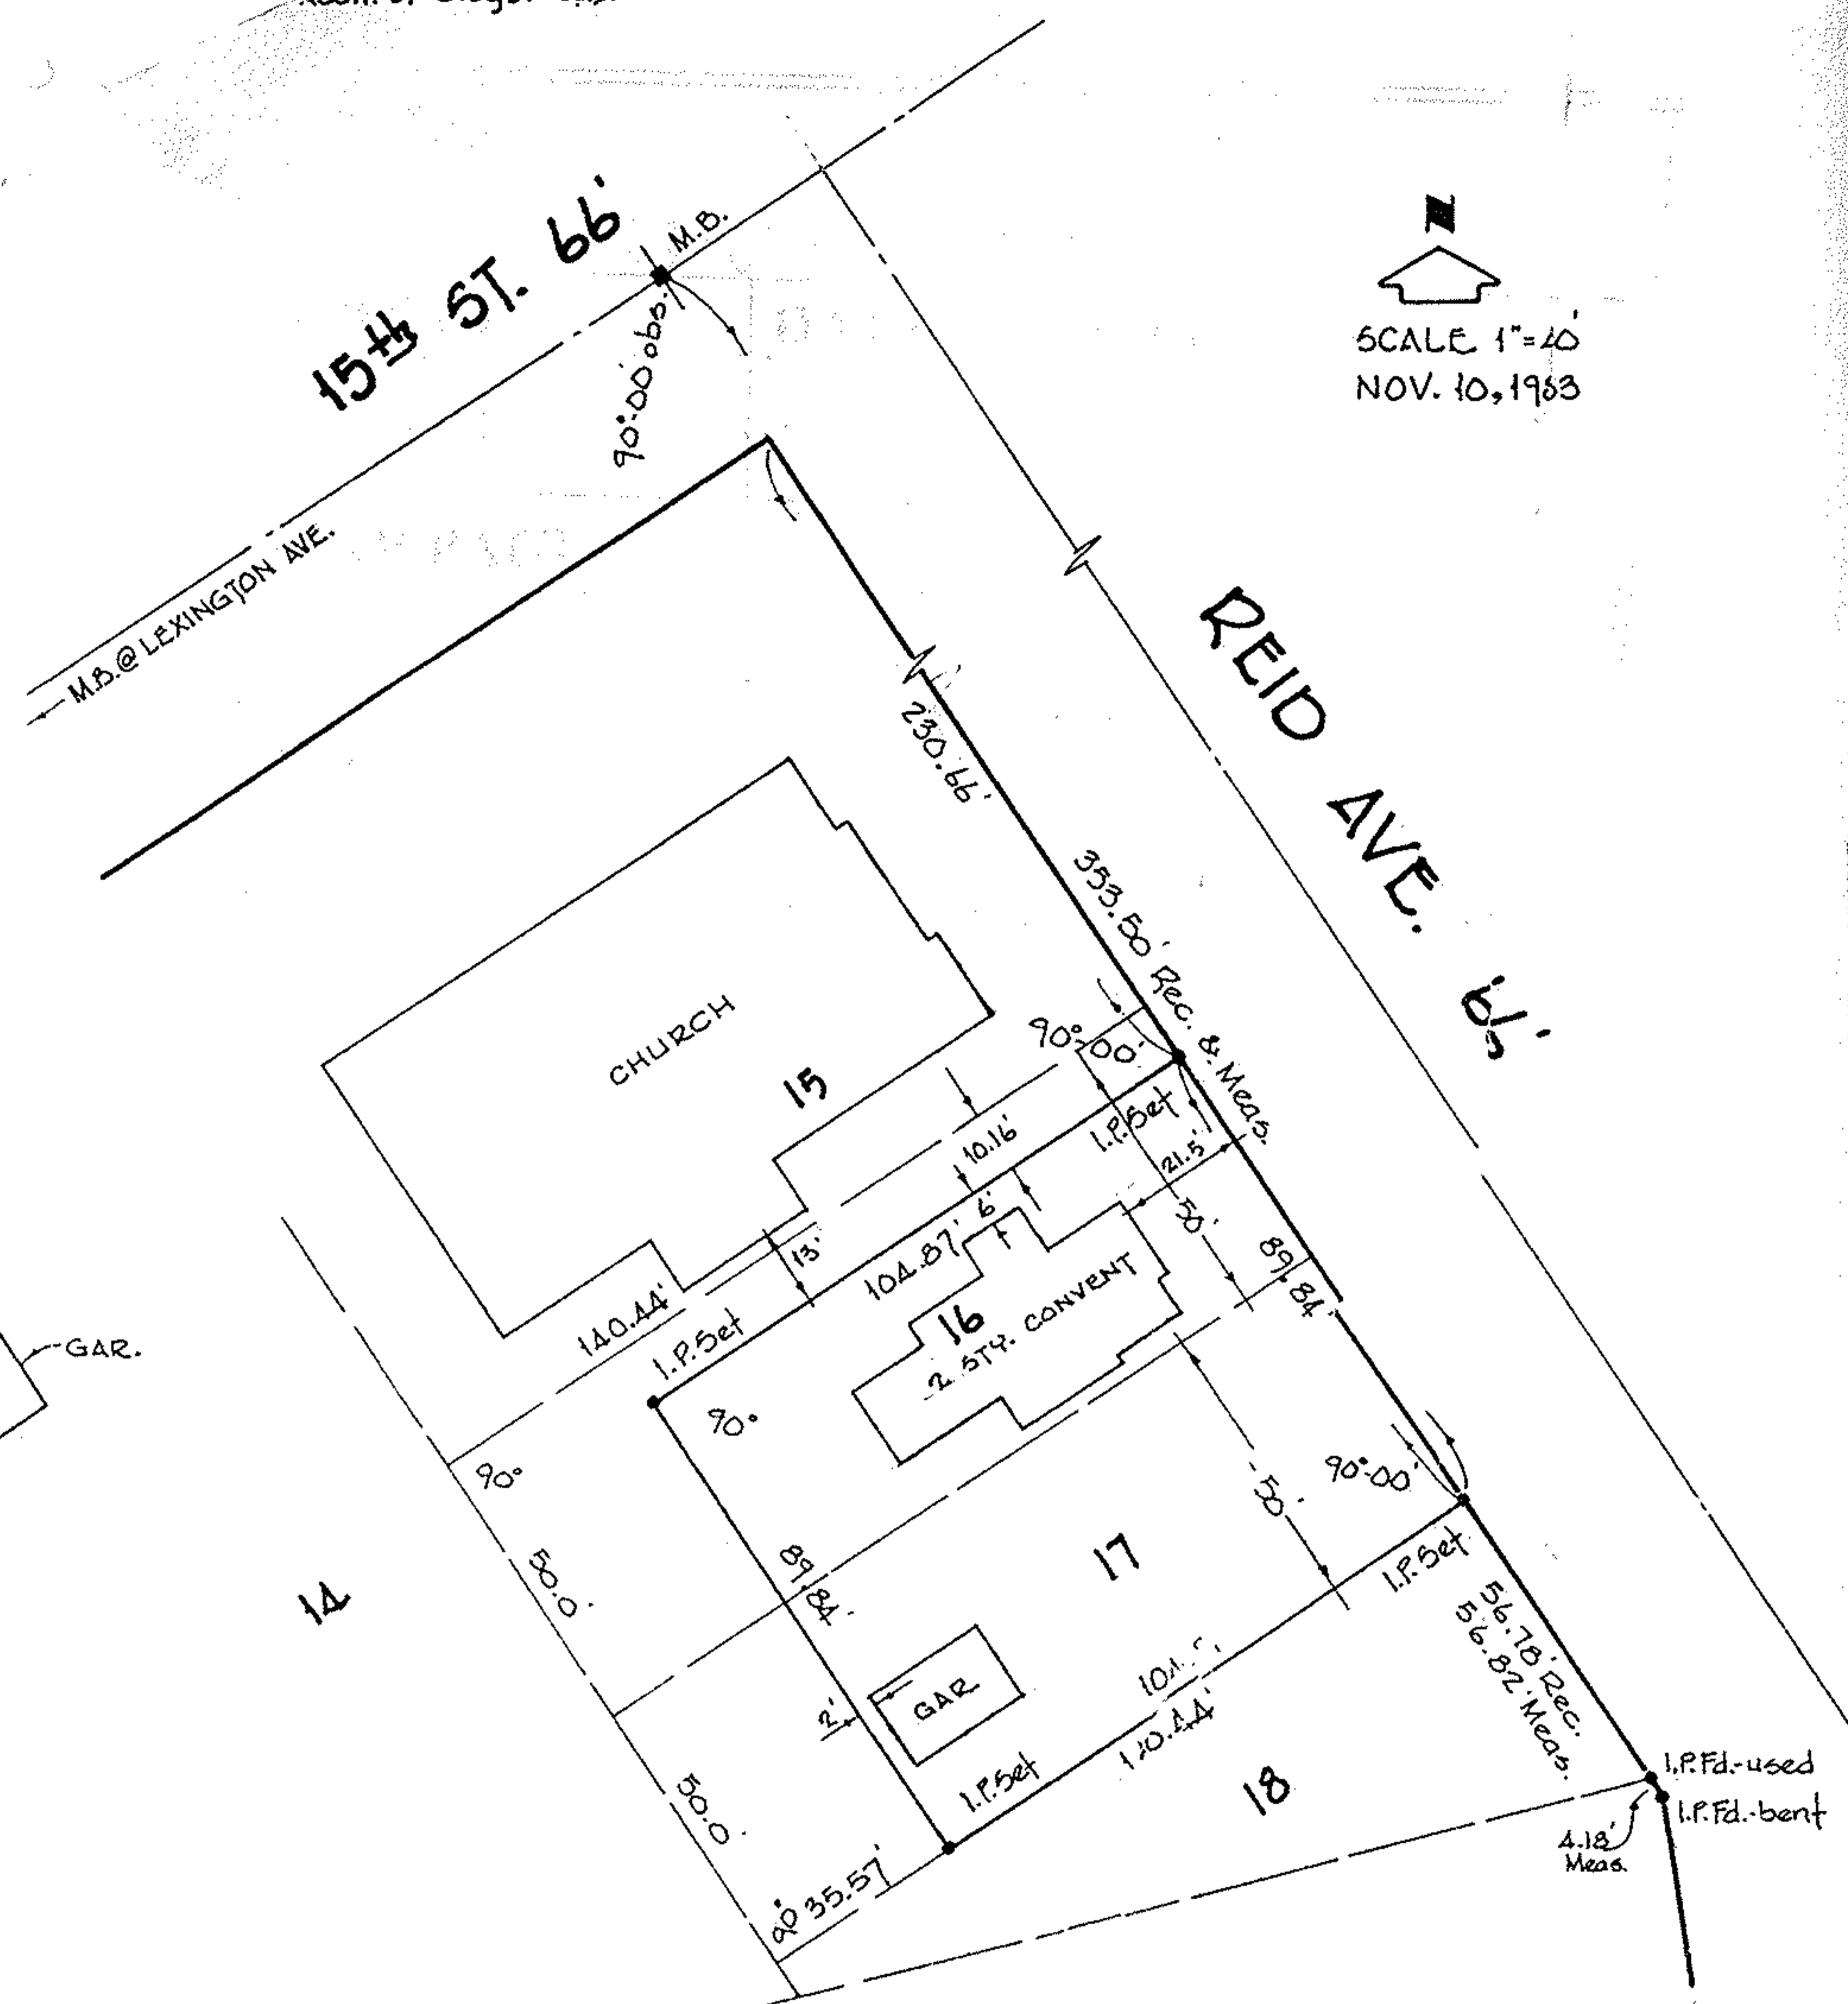 15th ST. 66'
M.B.
90°-00' obs.
N
SCALE 1"=40'
NOV. 10, 1983
M.B. @ LEXINGTON AVE.
REID AVE.
230.66'
353.50' Rec. & Meas.
CHURCH
15
90°-00'
I.P. Set
10.16'
21.5'
6'
50'
13'
104.87'
89.84'
140.44'
I.P. Set
16
2 STY. CONVENT
GAR.
90°
90°
50'
90°-00'
14
50.0'
89.84'
17
I.P. Set
56.78' Rec.
56.82' Meas.
GAR
2'
140.44'
I.P. Set
18
50.0'
I.P. Fd.-used
I.P. Fd.-bent
4.18'
Meas.
90° 35.57'